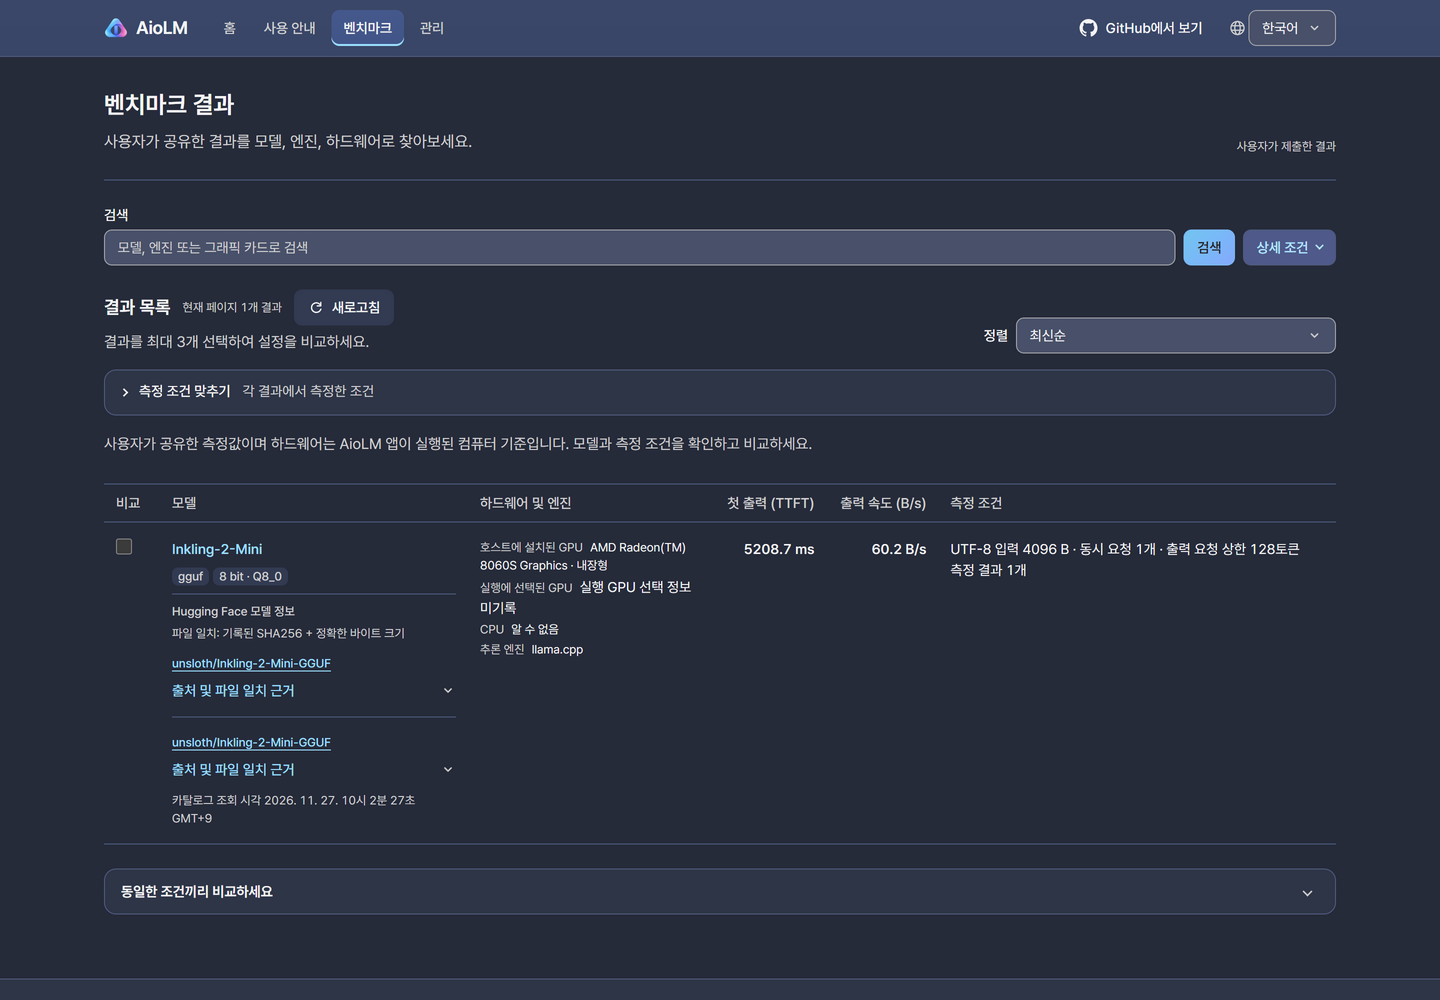 AioLM
홈
사용 안내
벤치마크
관리
GitHub에서 보기
한국어
벤치마크 결과
사용자가 공유한 결과를 모델, 엔진, 하드웨어로 찾아보세요.
사용자가 제출한 결과
검색
모델, 엔진 또는 그래픽 카드로 검색
검색
상세 조건
결과 목록
현재 페이지 1개 결과
새로고침
결과를 최대 3개 선택하여 설정을 비교하세요.
정렬
최신순
측정 조건 맞추기
각 결과에서 측정한 조건
사용자가 공유한 측정값이며 하드웨어는 AioLM 앱이 실행된 컴퓨터 기준입니다. 모델과 측정 조건을 확인하고 비교하세요.
비교
모델
하드웨어 및 엔진
첫 출력 (TTFT)
출력 속도 (B/s)
측정 조건
Inkling-2-Mini
gguf
8 bit · Q8_0
Hugging Face 모델 정보
파일 일치: 기록된 SHA256 + 정확한 바이트 크기
unsloth/Inkling-2-Mini-GGUF
출처 및 파일 일치 근거
unsloth/Inkling-2-Mini-GGUF
출처 및 파일 일치 근거
카탈로그 조회 시각 2026. 11. 27. 10시 2분 27초
GMT+9
호스트에 설치된 GPU AMD Radeon(TM)
8060S Graphics · 내장형
실행에 선택된 GPU 실행 GPU 선택 정보
미기록
CPU 알 수 없음
추론 엔진 llama.cpp
5208.7 ms
60.2 B/s
UTF-8 입력 4096 B · 동시 요청 1개 · 출력 요청 상한 128토큰
측정 결과 1개
동일한 조건끼리 비교하세요